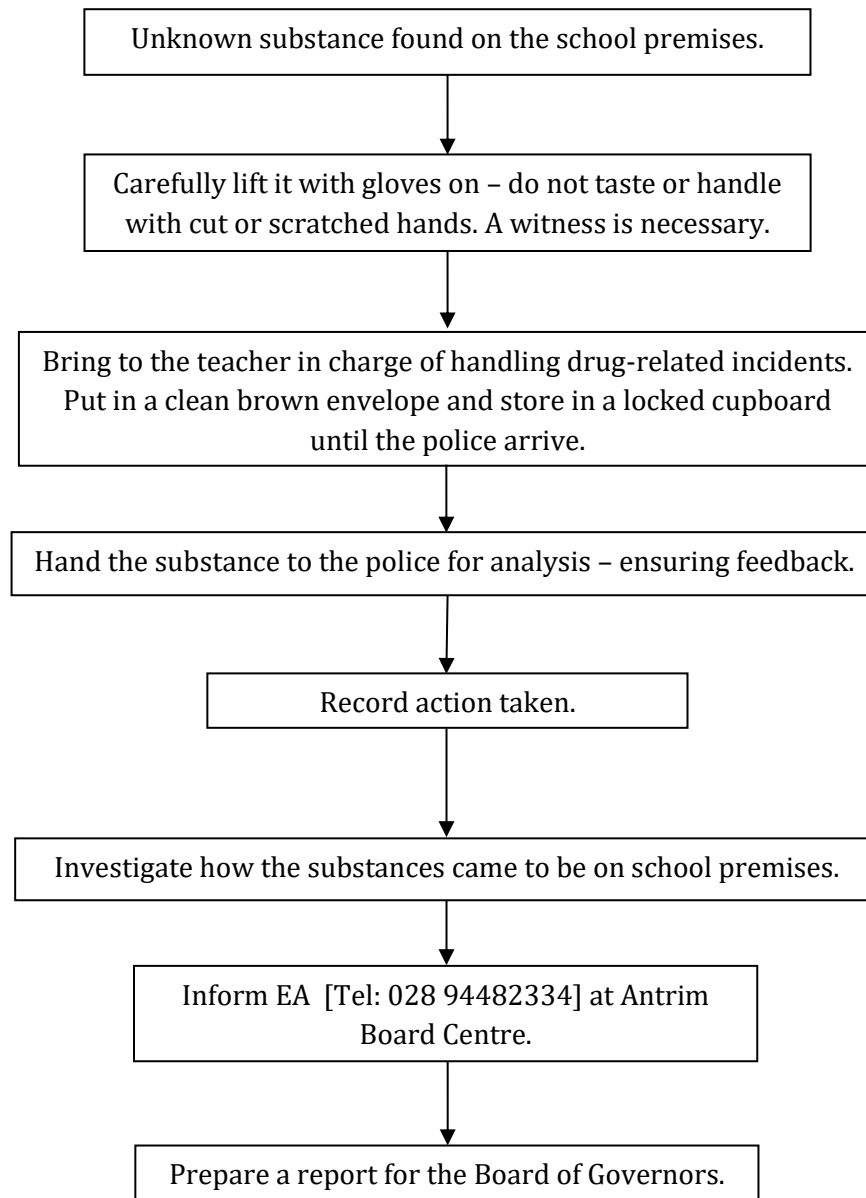 Unknown substance found on the school premises.
Carefully lift it with gloves on – do not taste or handle
with cut or scratched hands. A witness is necessary.
Bring to the teacher in charge of handling drug-related incidents.
Put in a clean brown envelope and store in a locked cupboard
until the police arrive.
Hand the substance to the police for analysis – ensuring feedback.
Record action taken.
Investigate how the substances came to be on school premises.
Inform EA  [Tel: 028 94482334] at Antrim
Board Centre.
Prepare a report for the Board of Governors.